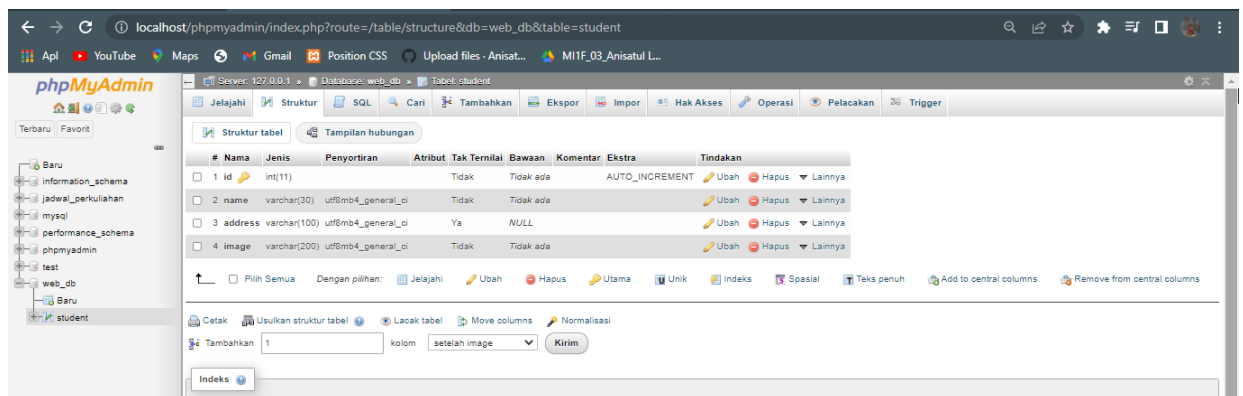 localhost/phpmyadmin/index.php?route=/table/structure&db=web_db&table=student
Apl YouTube Maps Gmail Position CSS Upload files · Anisat... MI1F_03_Anisatul L...
phpMyAdmin
Terbaru Favorit
Baru
information_schema
jadwal_perkuliahan
mysql
performance_schema
phpmyadmin
test
web_db
Baru
student
Server: 127.0.0.1 » Database: web_db » Tabel: student
Jelajahi Struktur SQL Cari Tambahkan Ekspor Impor Hak Akses Operasi Pelacakan Trigger
Struktur tabel Tampilan hubungan
# Nama Jenis Penyortiran Atribut Tak Ternilai Bawaan Komentar Ekstra Tindakan
1 id int(11) Tidak Tidak ada AUTO_INCREMENT Ubah Hapus Lainnya
2 name varchar(30) utf8mb4_general_ci Tidak Tidak ada Ubah Hapus Lainnya
3 address varchar(100) utf8mb4_general_ci Ya NULL Ubah Hapus Lainnya
4 image varchar(200) utf8mb4_general_ci Tidak Tidak ada Ubah Hapus Lainnya
Pilih Semua Dengan pilihan: Jelajahi Ubah Hapus Utama Unik Indeks Spasial Teks penuh Add to central columns Remove from central columns
Cetak Usulkan struktur tabel Lacak tabel Move columns Normalisasi
Tambahkan 1 kolom setelah image Kirim
Indeks